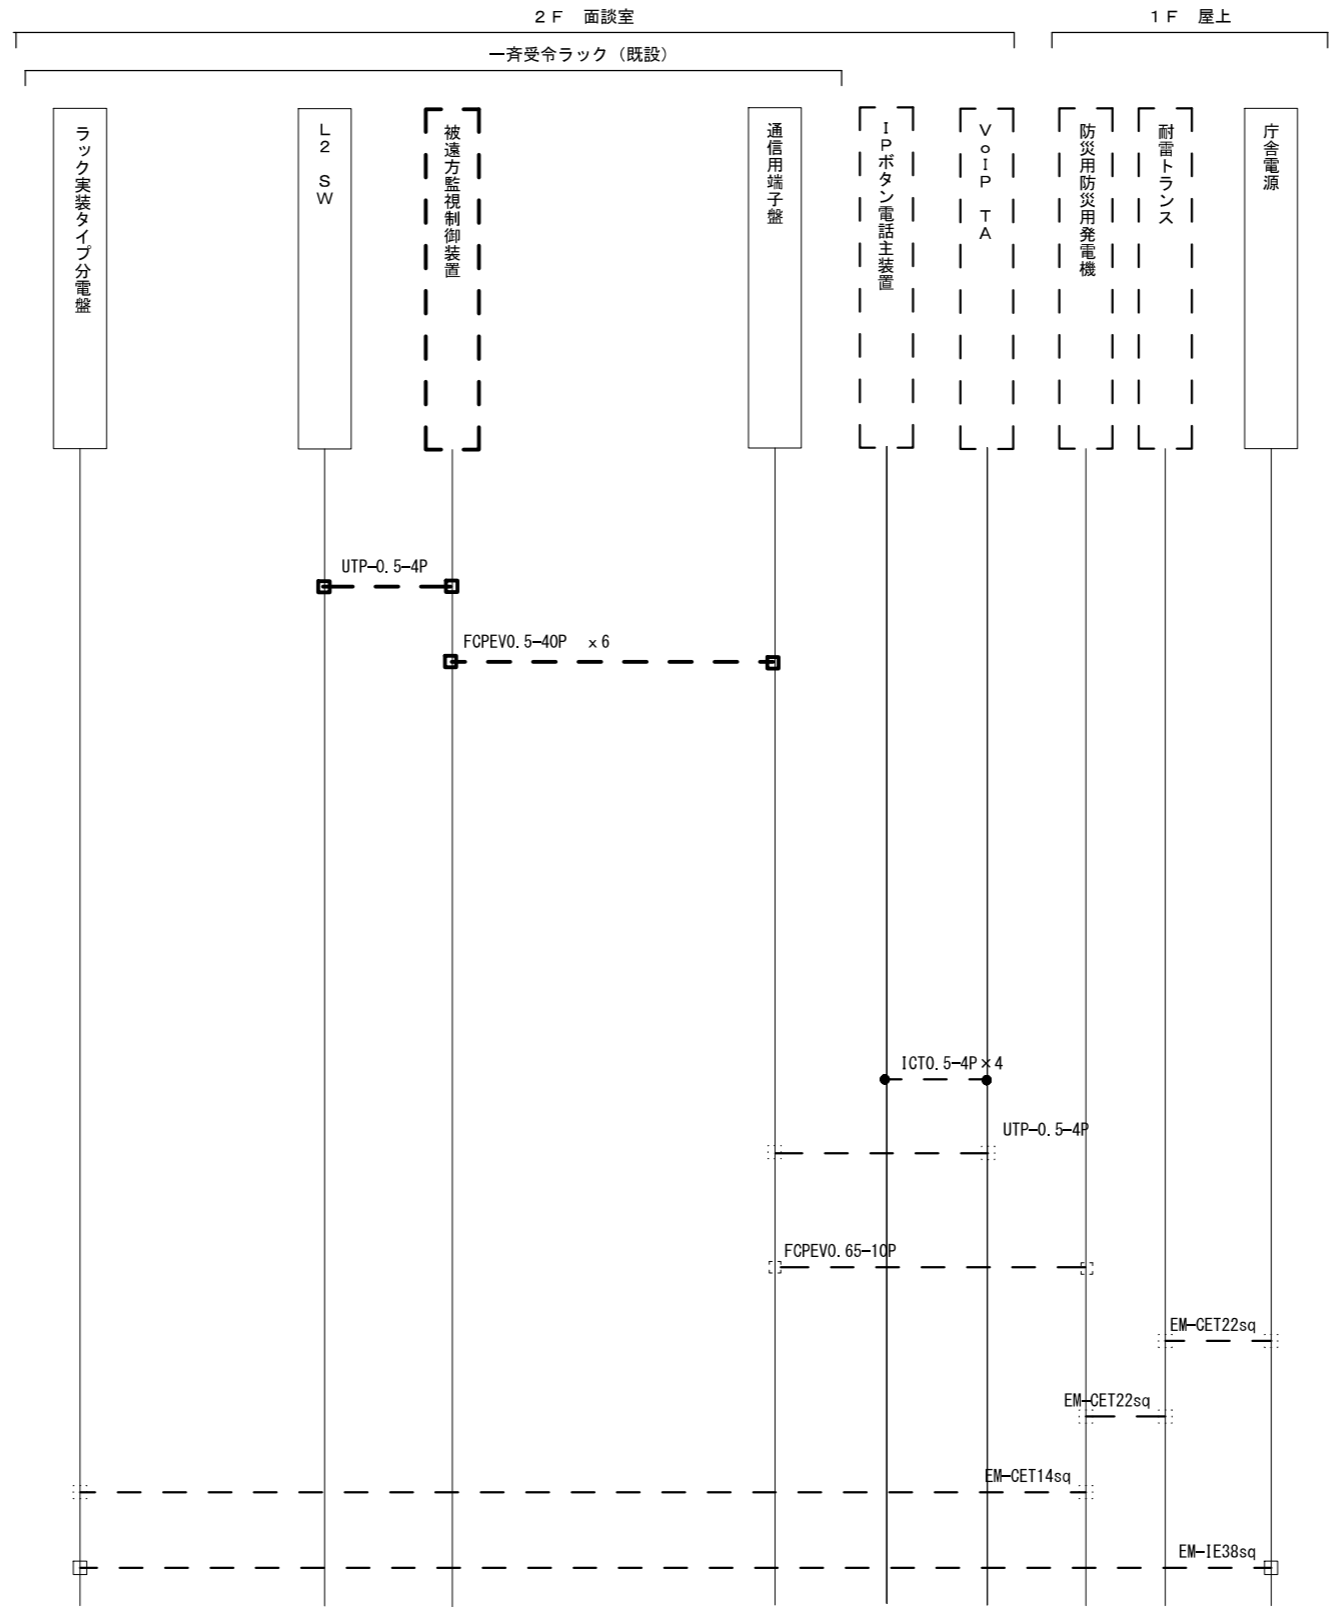 ２Ｆ　面談室
１Ｆ　屋上
一斉受令ラック（既設）
ラック実装タイプ分電盤
Ｌ２　ＳＷ
被遠方監視制御装置
通信用端子盤
ＩＰボタン電話主装置
ＶｏＩＰ　ＴＡ
防災用防災用発電機
耐雷トランス
庁舎電源
UTP-0.5-4P
FCPEV0.5-40P　×6
ICT0.5-4P×4
UTP-0.5-4P
FCPEV0.65-10P
EM-CET22sq
EM-CET22sq
EM-CET14sq
EM-IE38sq